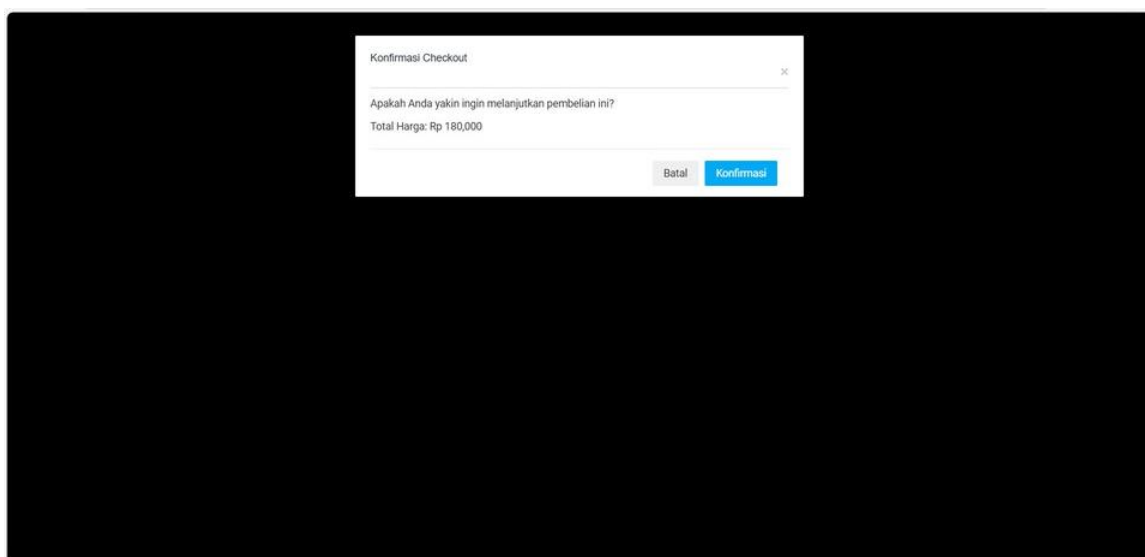 Konfirmasi Checkout
×
Apakah Anda yakin ingin melanjutkan pembelian ini?
Total Harga: Rp 180,000
Batal Konfirmasi